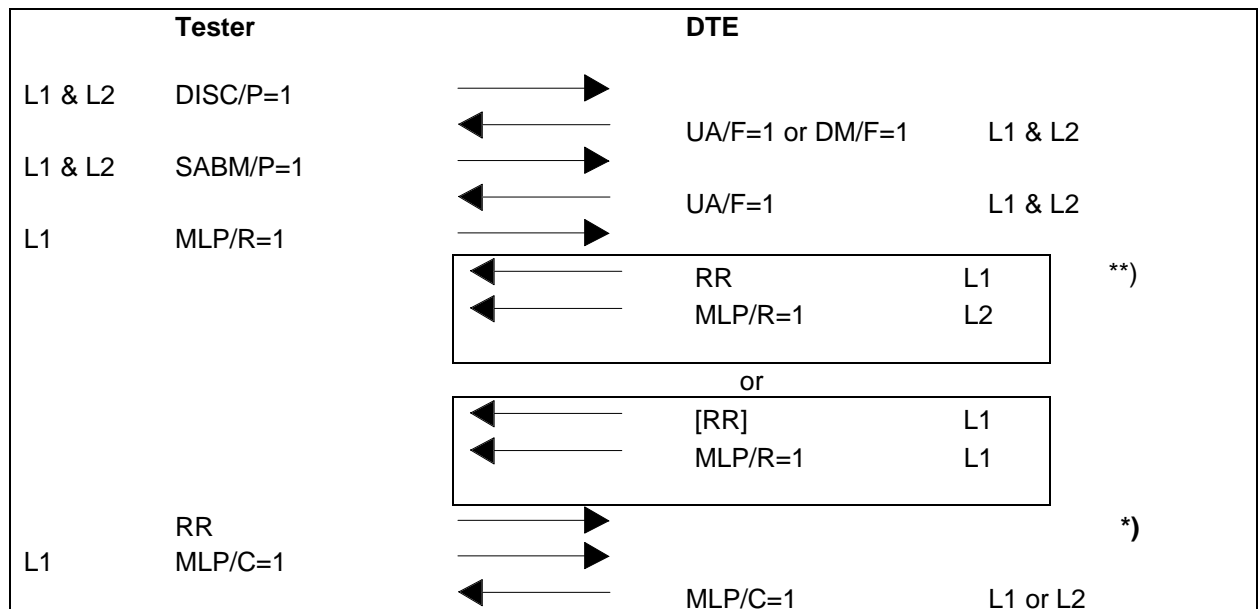 Tester DTE
L1 & L2 DISC/P=1
UA/F=1 or DM/F=1 L1 & L2
L1 & L2 SABM/P=1
UA/F=1 L1 & L2
L1 MLP/R=1
RR L1 **)
MLP/R=1 L2
or
[RR] L1
MLP/R=1 L1
RR *)
L1 MLP/C=1
MLP/C=1 L1 or L2